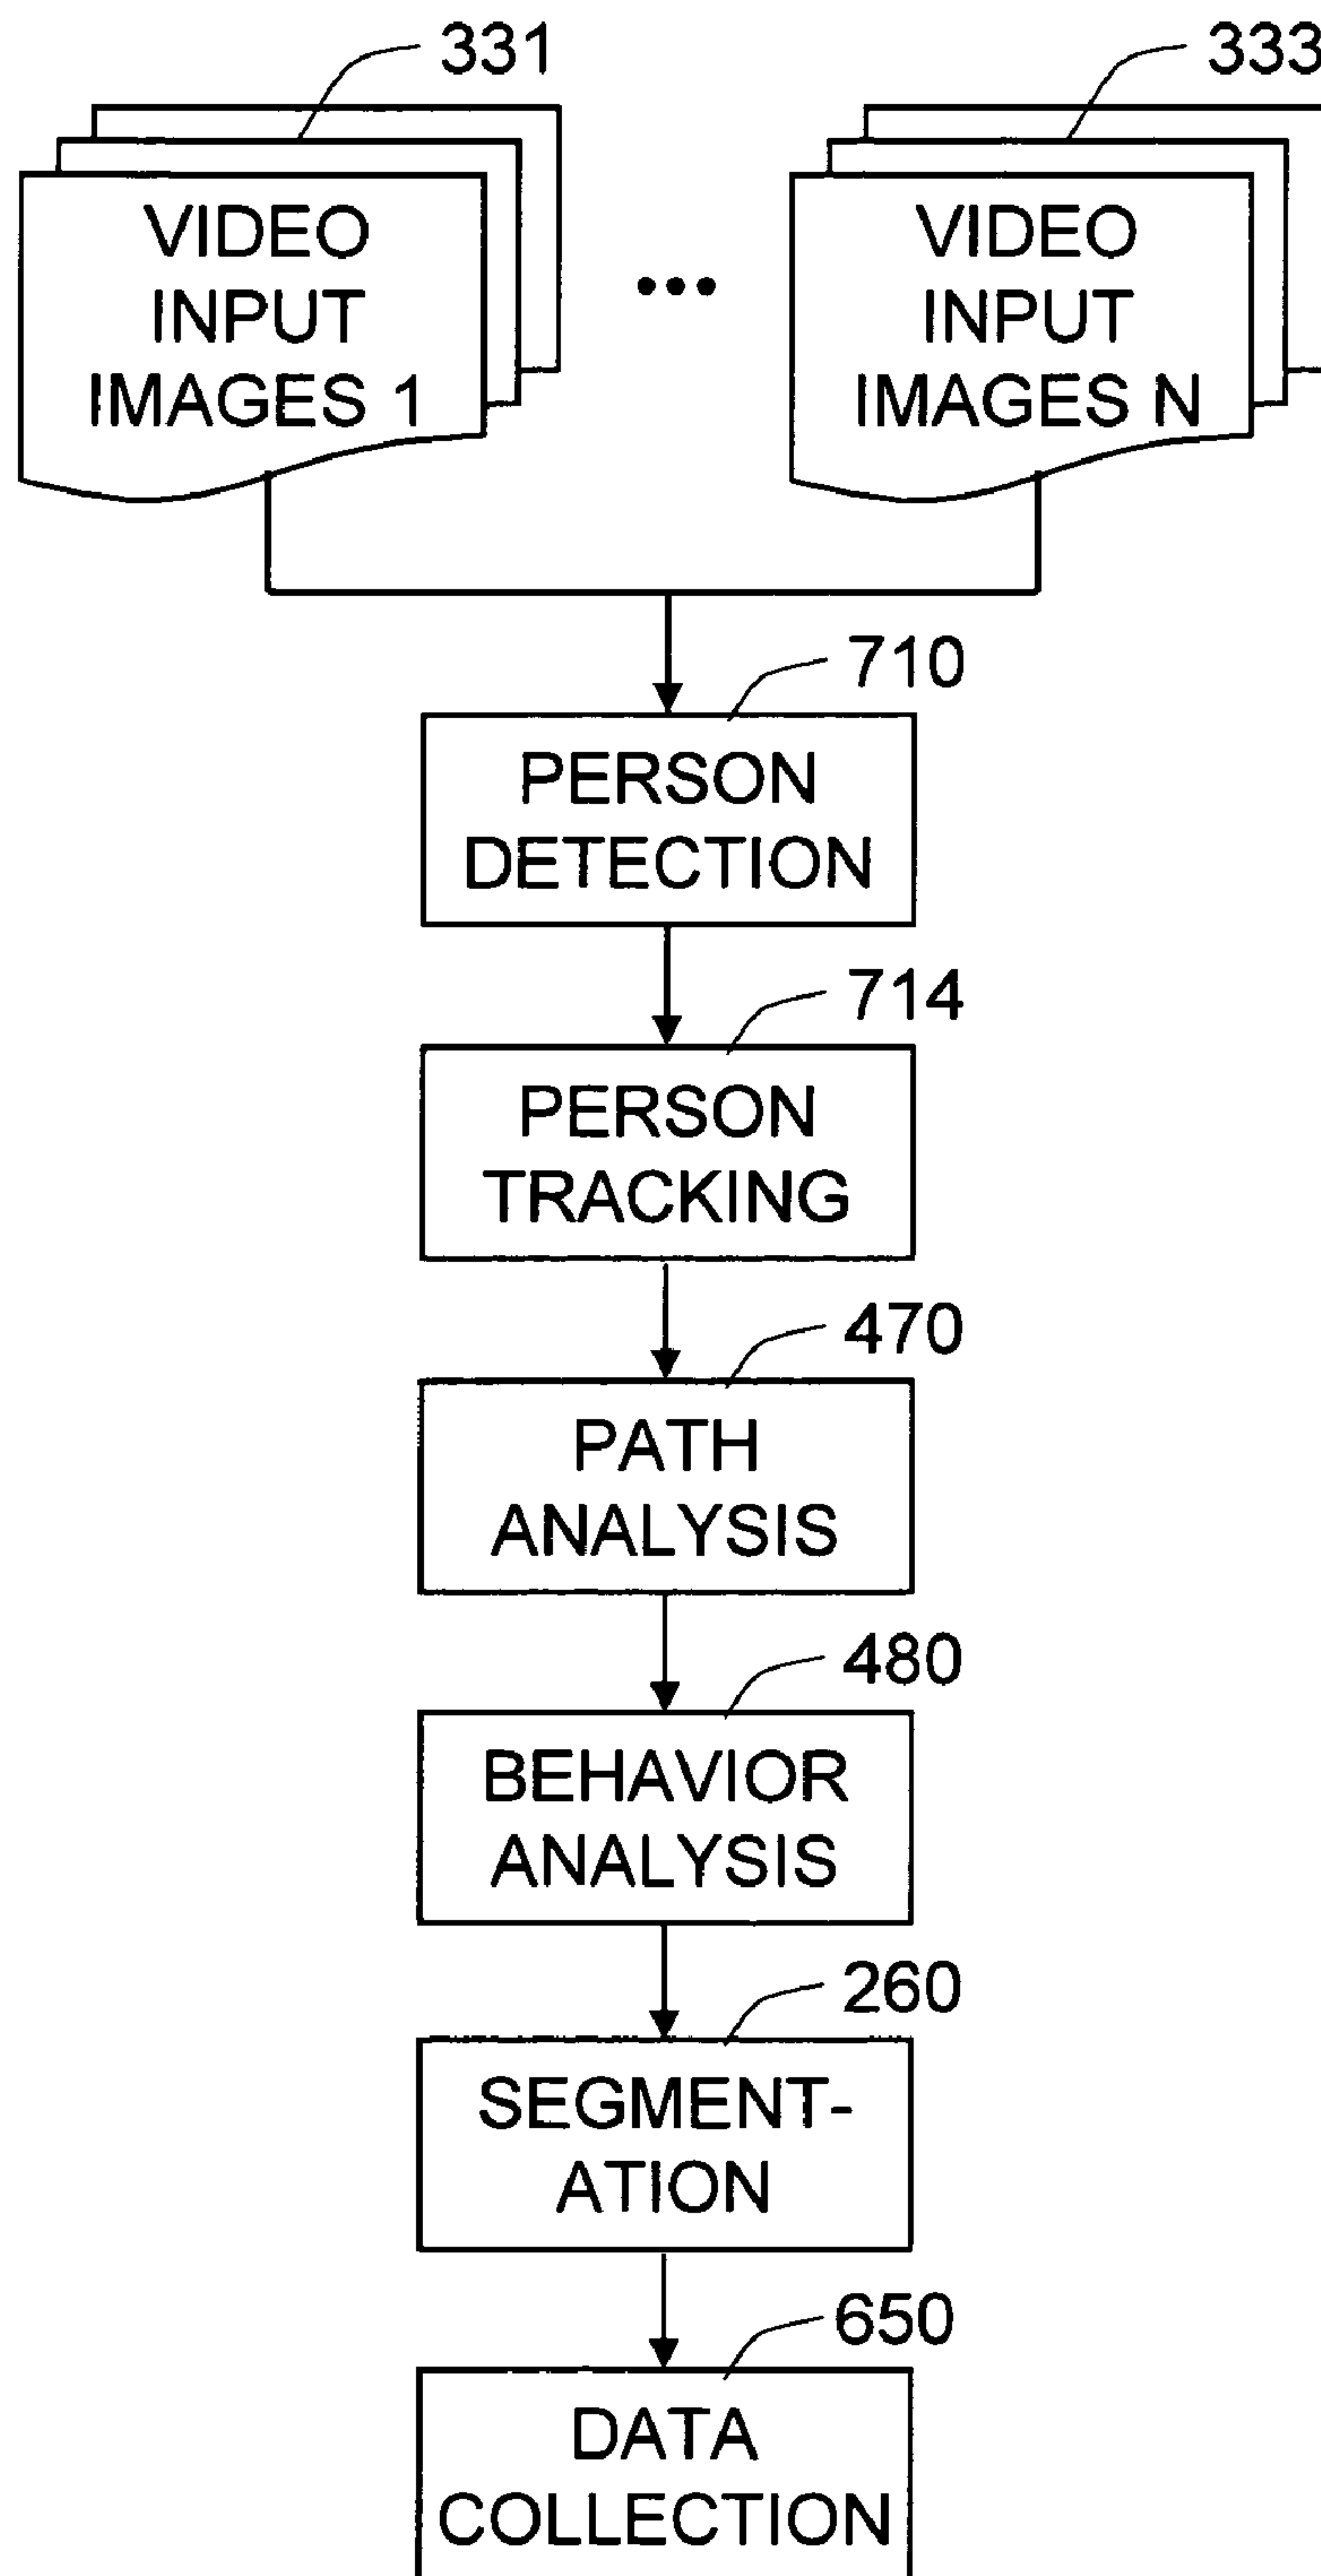 331
333
VIDEO
INPUT
IMAGES 1
...
VIDEO
INPUT
IMAGES N
710
PERSON
DETECTION
714
PERSON
TRACKING
470
PATH
ANALYSIS
480
BEHAVIOR
ANALYSIS
260
SEGMENT-
ATION
650
DATA
COLLECTION